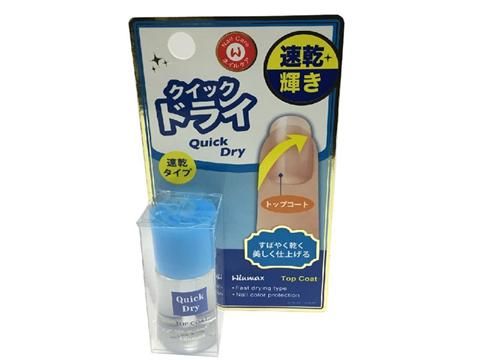 Nail Care
W
ネイルケア
速乾
輝き
クイック
ドライ
Quick
Dry
速乾
タイプ
トップコート
すばやく乾く
美しく仕上げる
Top Coat
• Fast drying type
• Nail color protection
Quick
Dry
TOP COAT